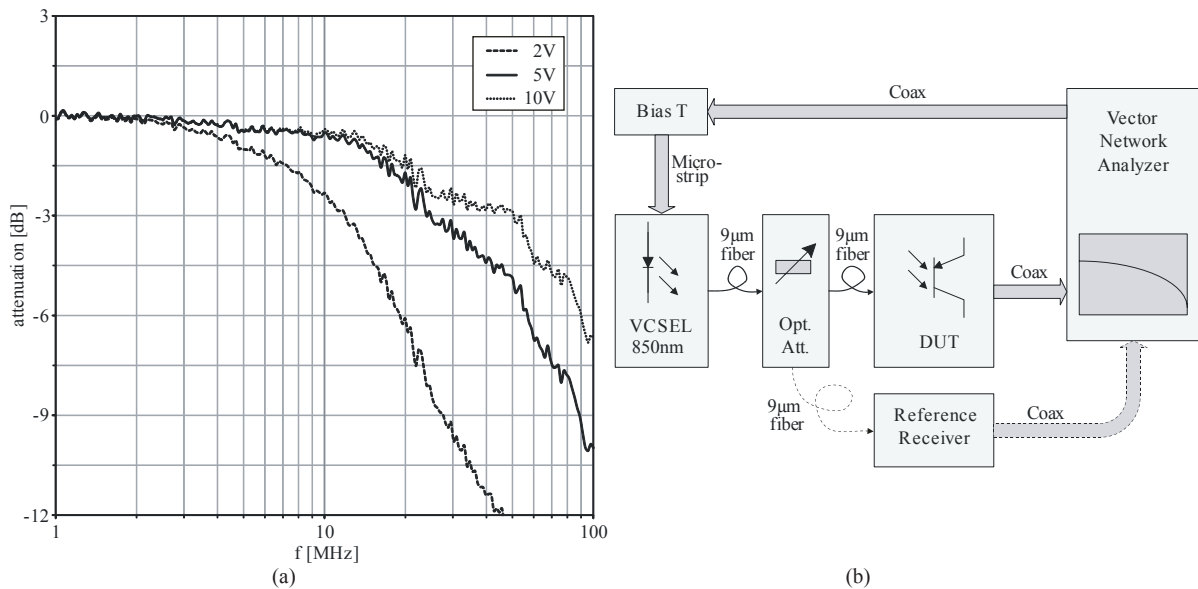 3
0
-3
-6
-9
-12
attenuation [dB]
1
10
100
f [MHz]
2V
5V
10V
(a)
Bias T
Coax
Vector
Network
Analyzer
Micro-
strip
9μm
fiber
9μm
fiber
Coax
VCSEL
850nm
Opt.
Att.
DUT
9μm
fiber
Reference
Receiver
Coax
(b)